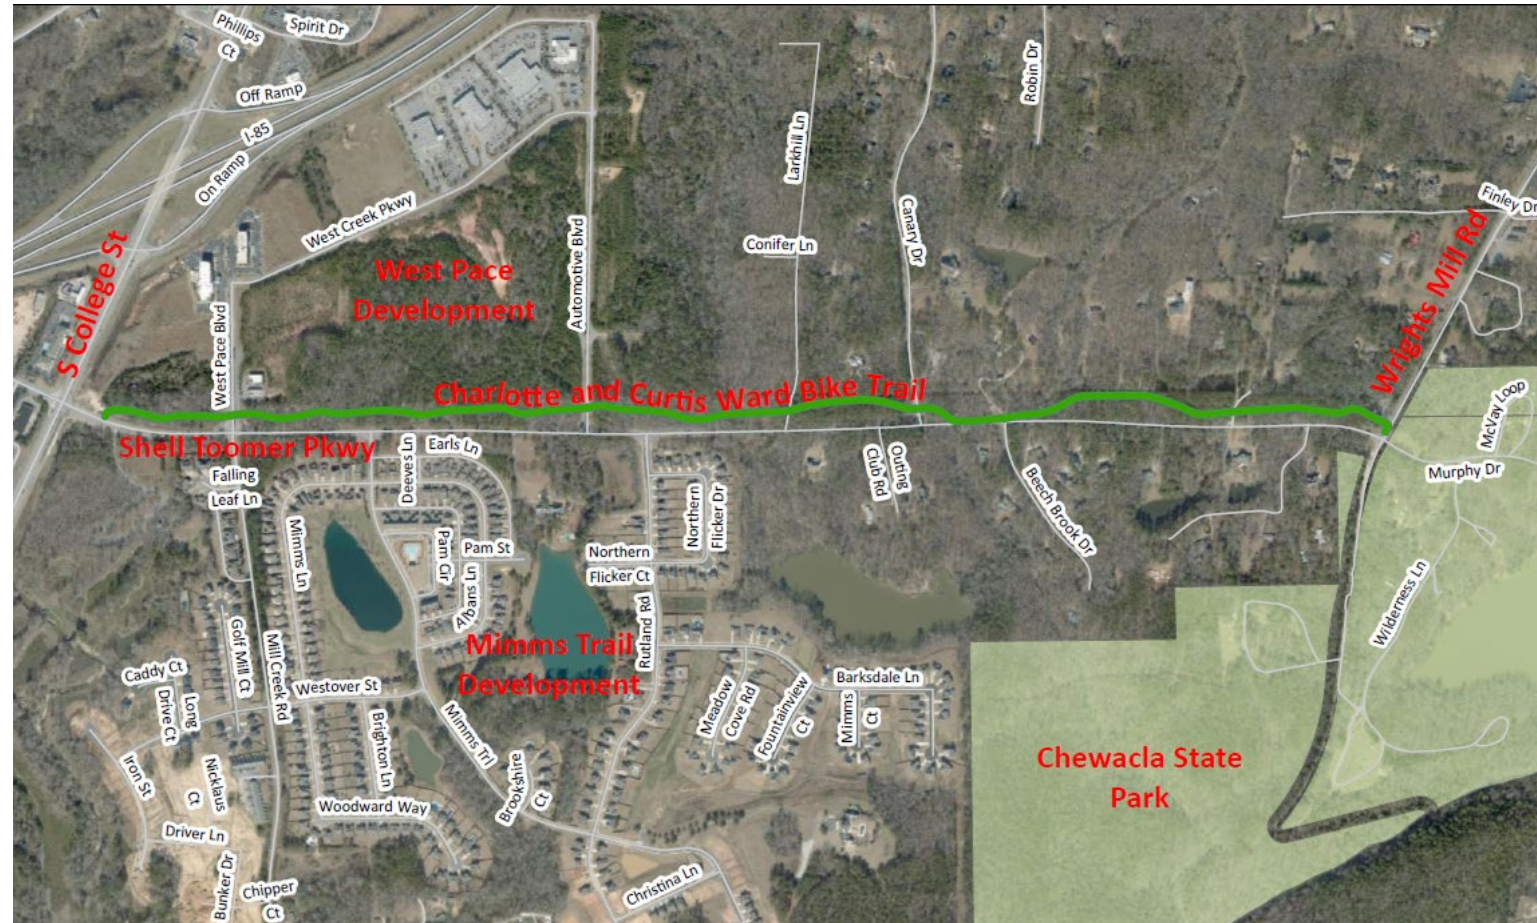 Phillips
Ct
Spirit Dr
Off Ramp
I-85
On Ramp
West Creek Pkwy
Larkhill Ln
Robin Dr
Conifer Ln
Canary Dr
Finley Dr
S College St
West Pace
Development
Automotive Blvd
West Pace Blvd
Wrights Mill Rd
Charlotte and Curtis Ward Bike Trail
Shell Toomer Pkwy
Falling
Leaf Ln
Deeves Ln
Earls Ln
Northern
Flicker Dr
Outing
Club Rd
Beech Brook Dr
McVay Loop
Murphy Dr
Mimms Ln
Pam Cir
Pam St
Albans Ln
Northern
Flicker Ct
Rutland Rd
Wilderness Ln
Mimms Trail
Development
Golf Mill Ct
Mill Creek Rd
Caddy Ct
Long
Drive Ct
Westover St
Brighton Ln
Mimms Trl
Meadow
Cove Rd
Fountainview
Ct
Barksdale Ln
Mimms
Ct
Chewacla State
Park
Iron St
Nicklaus
Ct
Woodward Way
Brookshire
Ct
Driver Ln
Bunker Dr
Chipper
Ct
Christina Ln